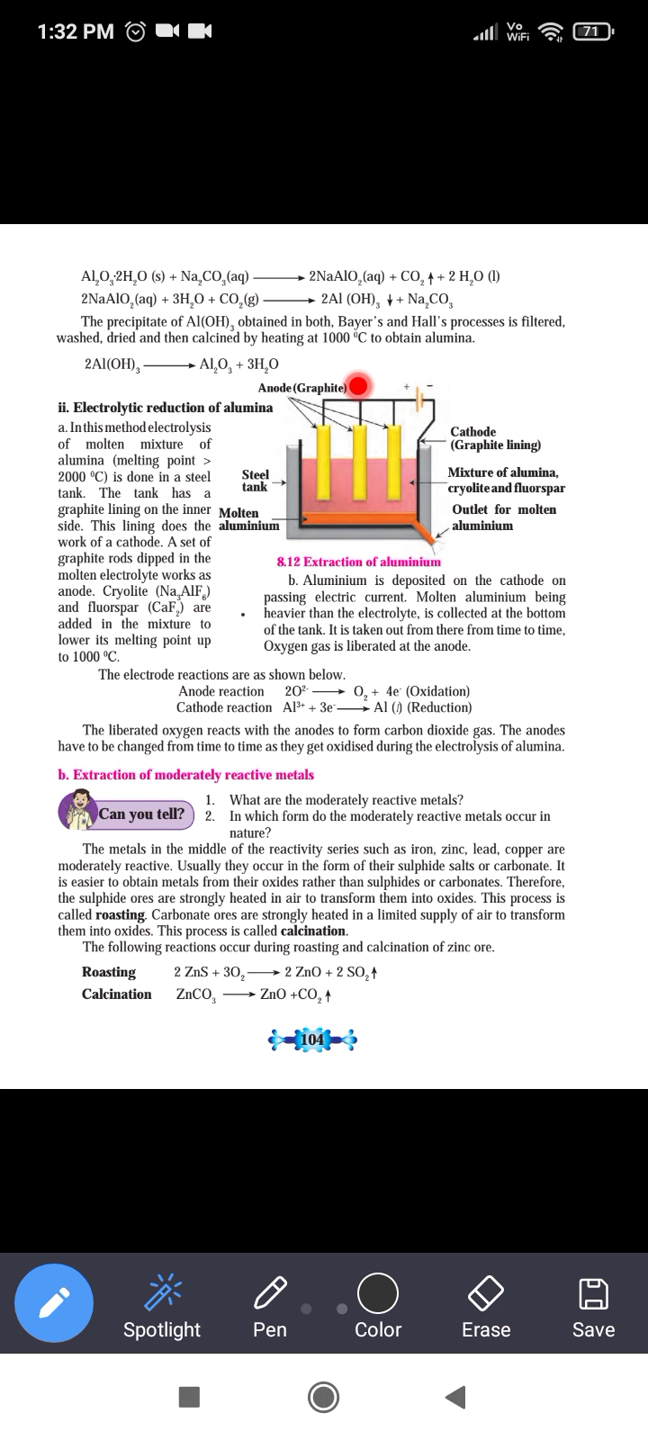 1:32 PM
Vo WiFi 71
Al₂O₃·2H₂O (s) + Na₂CO₃(aq) ⟶ 2NaAlO₂(aq) + CO₂↑ + 2 H₂O (l)
2NaAlO₂(aq) + 3H₂O + CO₂(g) ⟶ 2Al (OH)₃ ↓ + Na₂CO₃
The precipitate of Al(OH)₃ obtained in both, Bayer's and Hall's processes is filtered,
washed, dried and then calcined by heating at 1000 ⁰C to obtain alumina.
2Al(OH)₃ ⟶ Al₂O₃ + 3H₂O
ii. Electrolytic reduction of alumina
a. In this method electrolysis
of molten mixture of
alumina (melting point >
2000 ⁰C) is done in a steel
tank. The tank has a
graphite lining on the inner
side. This lining does the
work of a cathode. A set of
graphite rods dipped in the
molten electrolyte works as
anode. Cryolite (Na₃AlF₆)
and fluorspar (CaF₂) are
added in the mixture to
lower its melting point up
to 1000 ⁰C.
Anode (Graphite)
+ −
Cathode
(Graphite lining)
Steel
tank
Mixture of alumina,
cryolite and fluorspar
Molten
aluminium
Outlet for molten
aluminium
8.12 Extraction of aluminium
b. Aluminium is deposited on the cathode on
passing electric current. Molten aluminium being
heavier than the electrolyte, is collected at the bottom
of the tank. It is taken out from there from time to time,
Oxygen gas is liberated at the anode.
The electrode reactions are as shown below.
Anode reaction 2O²⁻ ⟶ O₂ + 4e⁻ (Oxidation)
Cathode reaction Al³⁺ + 3e⁻ ⟶ Al (l) (Reduction)
The liberated oxygen reacts with the anodes to form carbon dioxide gas. The anodes
have to be changed from time to time as they get oxidised during the electrolysis of alumina.
b. Extraction of moderately reactive metals
Can you tell?
1. What are the moderately reactive metals?
2. In which form do the moderately reactive metals occur in
nature?
The metals in the middle of the reactivity series such as iron, zinc, lead, copper are
moderately reactive. Usually they occur in the form of their sulphide salts or carbonate. It
is easier to obtain metals from their oxides rather than sulphides or carbonates. Therefore,
the sulphide ores are strongly heated in air to transform them into oxides. This process is
called roasting. Carbonate ores are strongly heated in a limited supply of air to transform
them into oxides. This process is called calcination.
The following reactions occur during roasting and calcination of zinc ore.
Roasting 2 ZnS + 3O₂ ⟶ 2 ZnO + 2 SO₂↑
Calcination ZnCO₃ ⟶ ZnO +CO₂ ↑
104
Spotlight Pen Color Erase Save